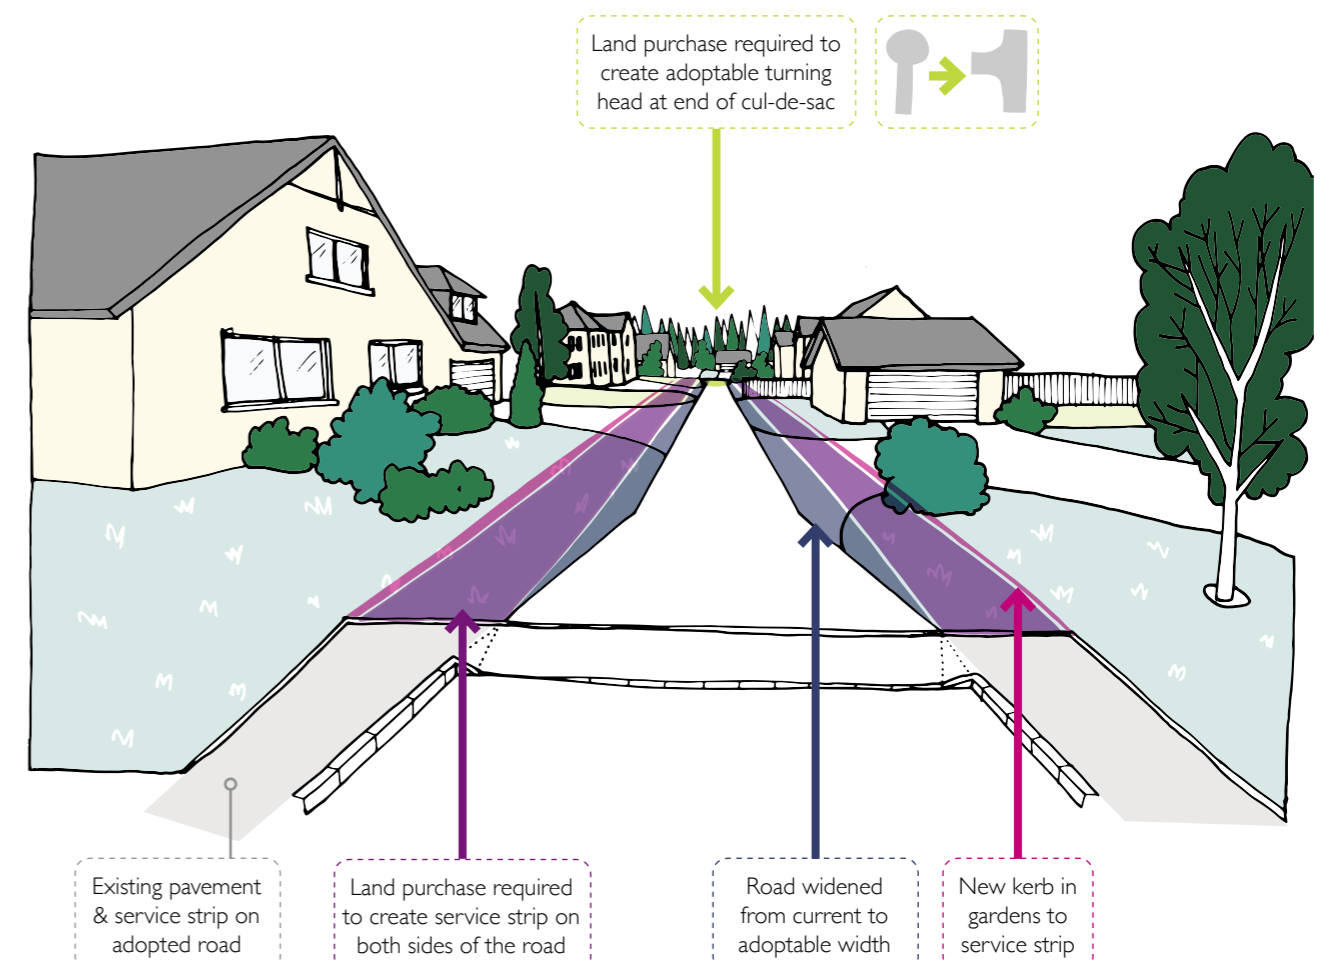 Land purchase required to
create adoptable turning
head at end of cul-de-sac
Existing pavement
& service strip on
adopted road
Land purchase required
to create service strip on
both sides of the road
Road widened
from current to
adoptable width
New kerb in
gardens to
service strip